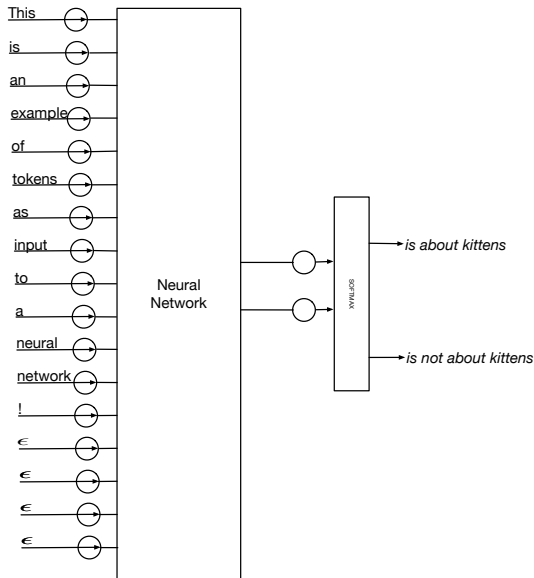 This
is
an
example
of
tokens
as
input
to
a
neural
network
!
ϵ
ϵ
ϵ
ϵ
Neural
Network
SOFTMAX
is about kittens
is not about kittens